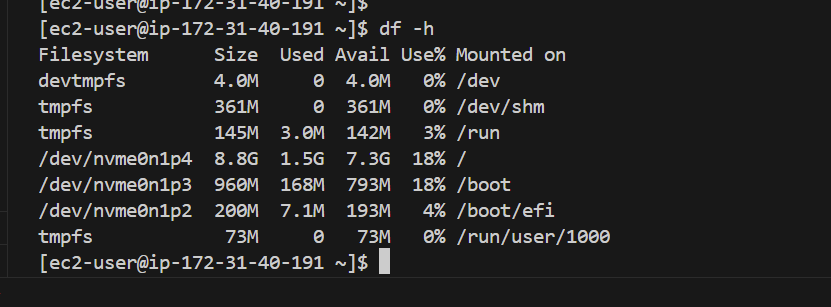 [ec2-user@ip-172-31-40-191 ~]$
[ec2-user@ip-172-31-40-191 ~]$ df -h
Filesystem      Size  Used Avail Use% Mounted on
devtmpfs        4.0M     0  4.0M   0% /dev
tmpfs           361M     0  361M   0% /dev/shm
tmpfs           145M  3.0M  142M   3% /run
/dev/nvme0n1p4  8.8G  1.5G  7.3G  18% /
/dev/nvme0n1p3  960M  168M  793M  18% /boot
/dev/nvme0n1p2  200M  7.1M  193M   4% /boot/efi
tmpfs            73M     0   73M   0% /run/user/1000
[ec2-user@ip-172-31-40-191 ~]$